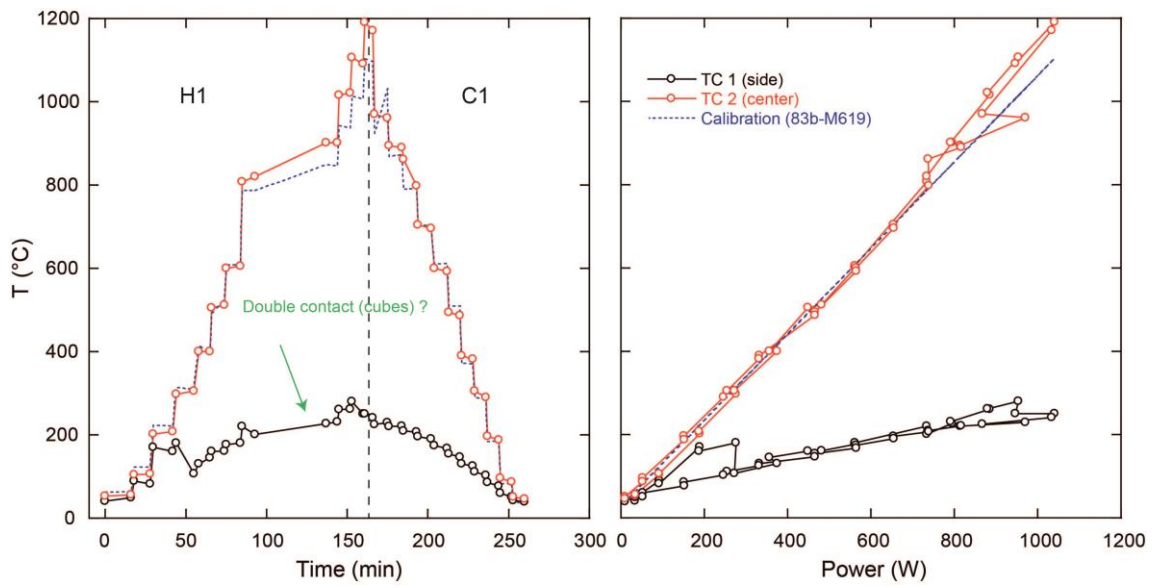 1200
1000
800
600
400
200
0
T (°C)
H1
C1
Double contact (cubes) ?
0
50
100
150
200
250
300
Time (min)
TC 1 (side)
TC 2 (center)
Calibration (83b-M619)
0
200
400
600
800
1000
1200
Power (W)